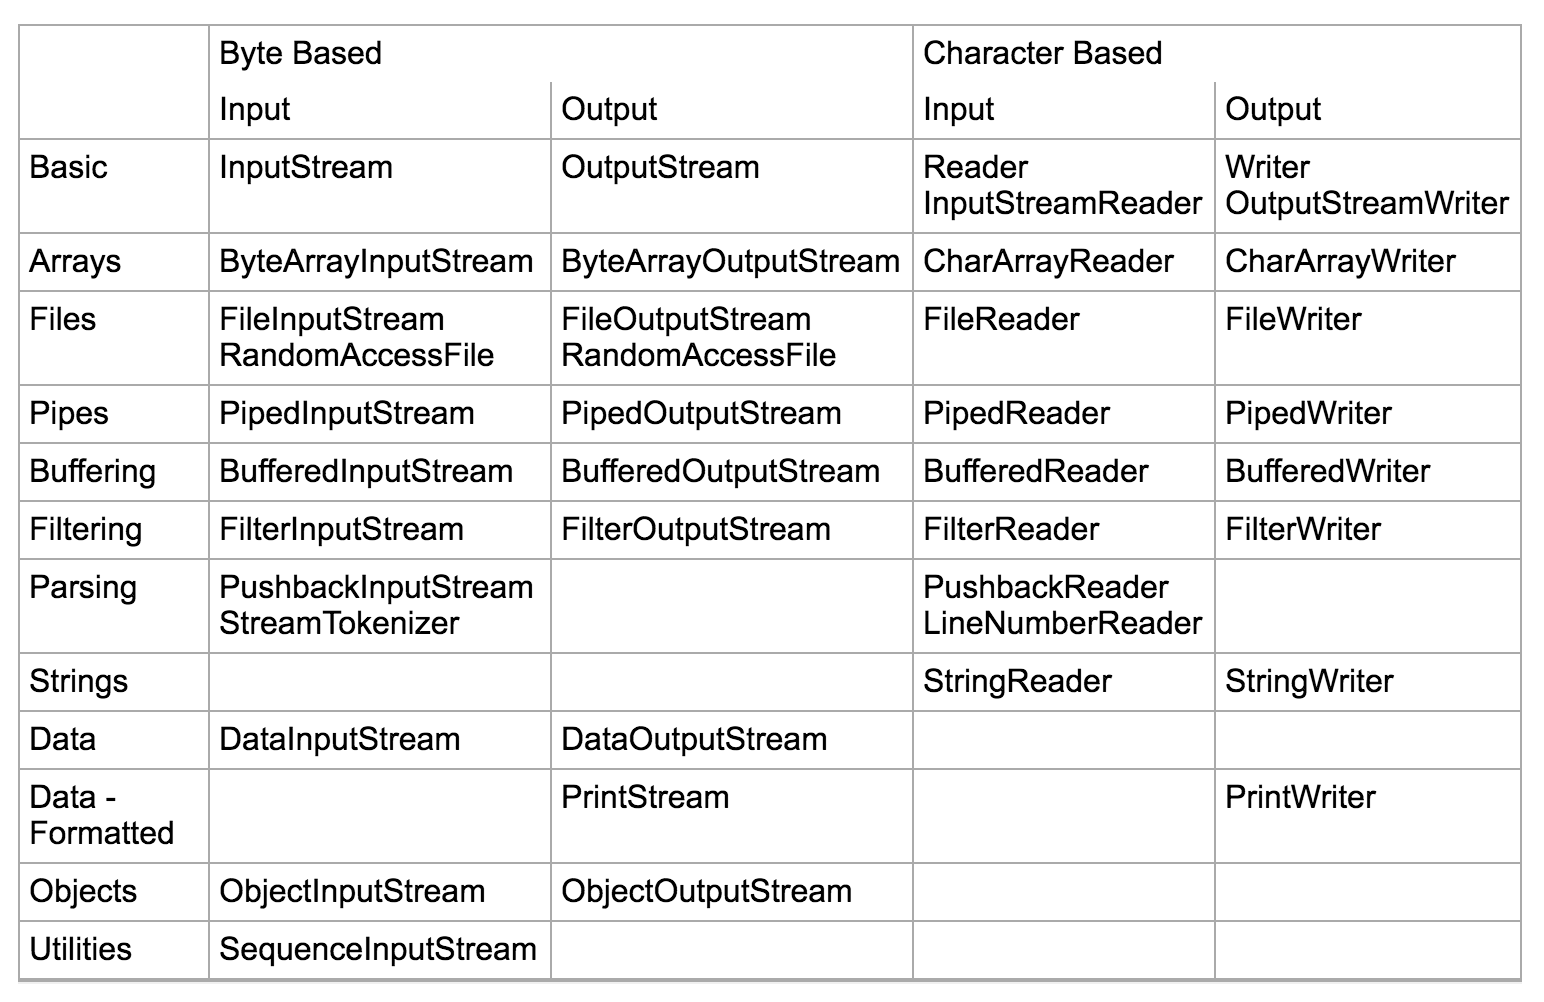 Byte Based Character Based
Input Output Input Output
Basic InputStream OutputStream Reader Writer
InputStreamReader OutputStreamWriter
Arrays ByteArrayInputStream ByteArrayOutputStream CharArrayReader CharArrayWriter
Files FileInputStream FileOutputStream FileReader FileWriter
RandomAccessFile RandomAccessFile
Pipes PipedInputStream PipedOutputStream PipedReader PipedWriter
Buffering BufferedInputStream BufferedOutputStream BufferedReader BufferedWriter
Filtering FilterInputStream FilterOutputStream FilterReader FilterWriter
Parsing PushbackInputStream PushbackReader
StreamTokenizer LineNumberReader
Strings StringReader StringWriter
Data DataInputStream DataOutputStream
Data - PrintStream PrintWriter
Formatted
Objects ObjectInputStream ObjectOutputStream
Utilities SequenceInputStream